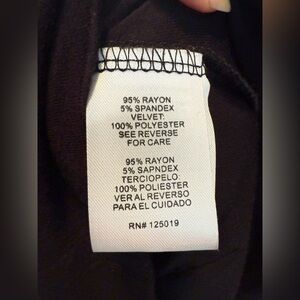 95% RAYON
5% SPANDEX
VELVET:
100% POLYESTER
SEE REVERSE
FOR CARE
95% RAYON
5% SAPNDEX
TERCIOPELO:
100% POLIESTER
VER AL REVERSO
PARA EL CUIDADO
RN# 125019